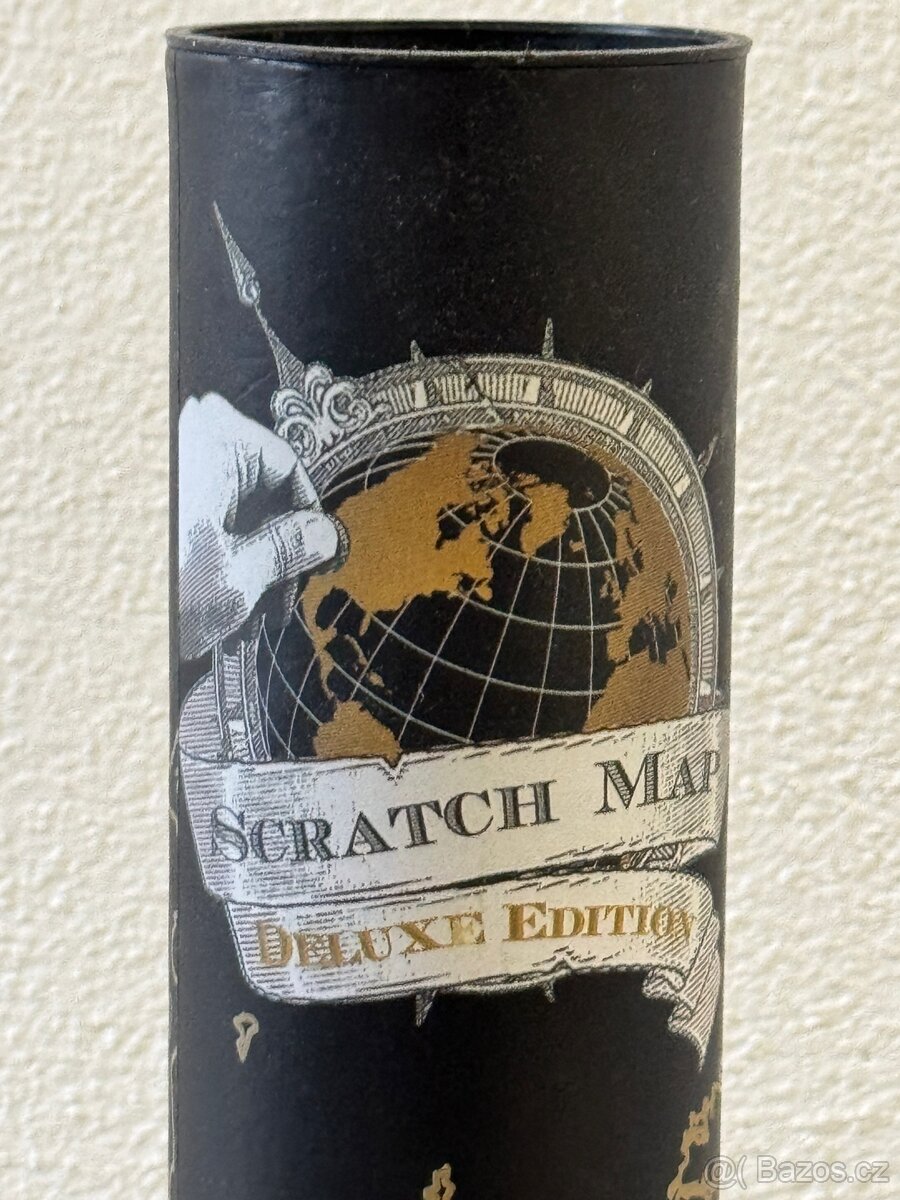 SCRATCH MAP
DELUXE EDITION
@( Bazos.cz